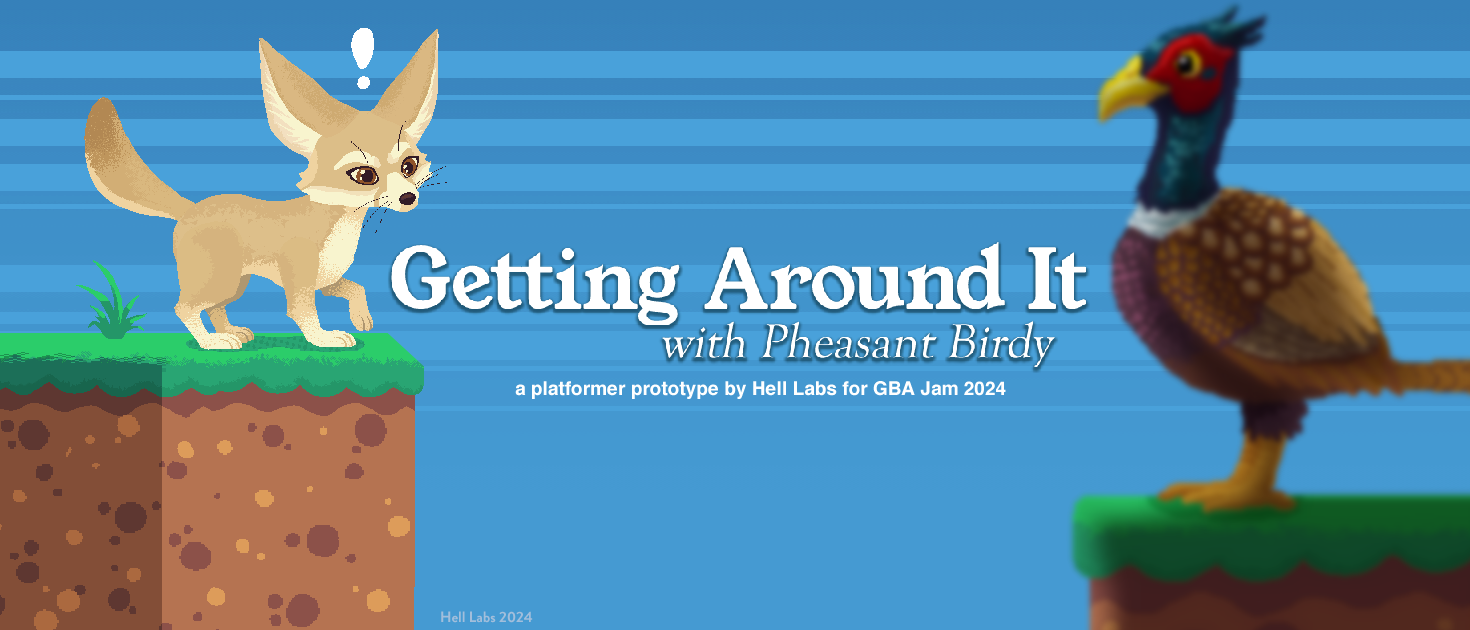 !
Getting Around It
with Pheasant Birdy
a platformer prototype by Hell Labs for GBA Jam 2024
Hell Labs 2024